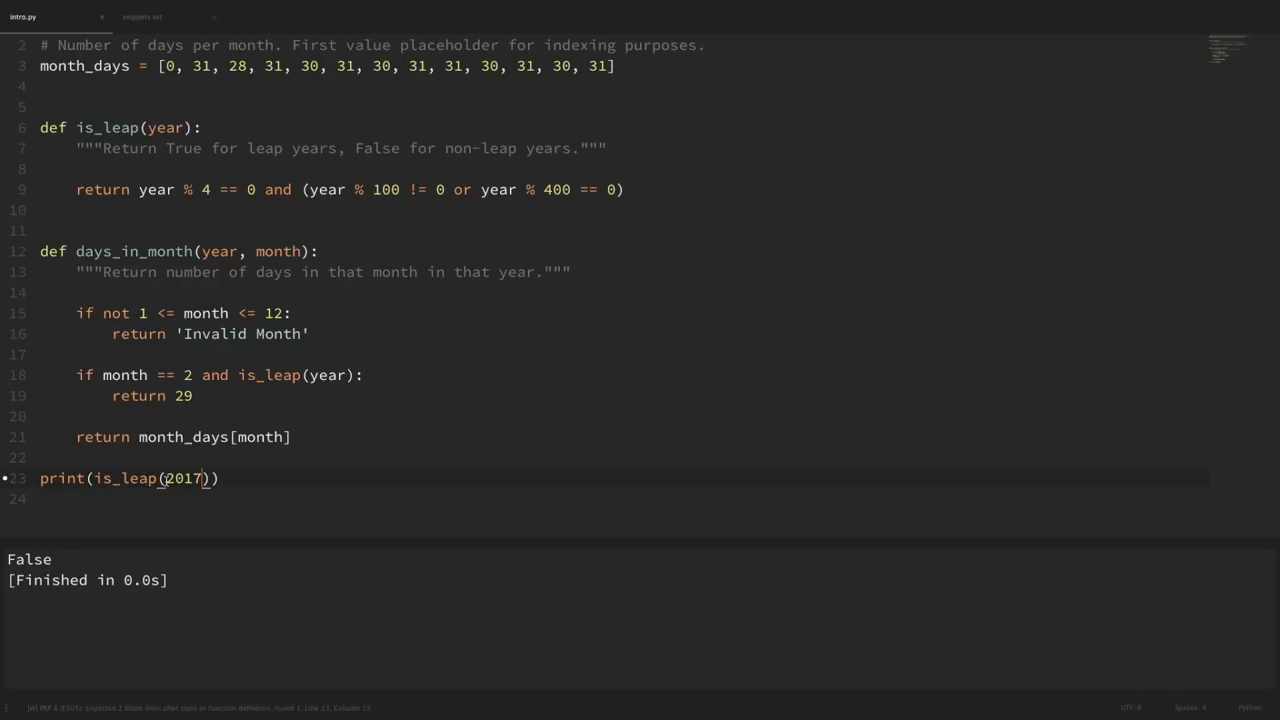 intro.py × snippets.txt ×
2 # Number of days per month. First value placeholder for indexing purposes.
3 month_days = [0, 31, 28, 31, 30, 31, 30, 31, 31, 30, 31, 30, 31]
4
5
6 def is_leap(year):
7 """Return True for leap years, False for non-leap years."""
8
9 return year % 4 == 0 and (year % 100 != 0 or year % 400 == 0)
10
11
12 def days_in_month(year, month):
13 """Return number of days in that month in that year."""
14
15 if not 1 <= month <= 12:
16 return 'Invalid Month'
17
18 if month == 2 and is_leap(year):
19 return 29
20
21 return month_days[month]
22
23 print(is_leap(2017))
24
False
[Finished in 0.0s]
[W] PEP 8 (E305): expected 2 blank lines after class or function definition, found 1, Line 23, Column 19 UTF-8 Spaces: 4 Python